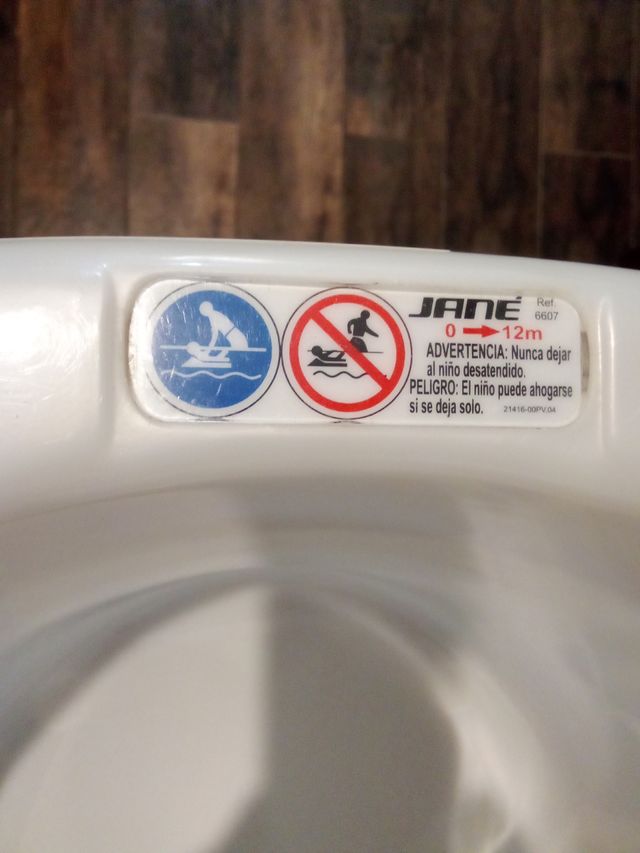 JANÉ
Ref.
6607
0 12m
ADVERTENCIA: Nunca dejar
al niño desatendido.
PELIGRO: El niño puede ahogarse
si se deja solo.
21416-00PV.04